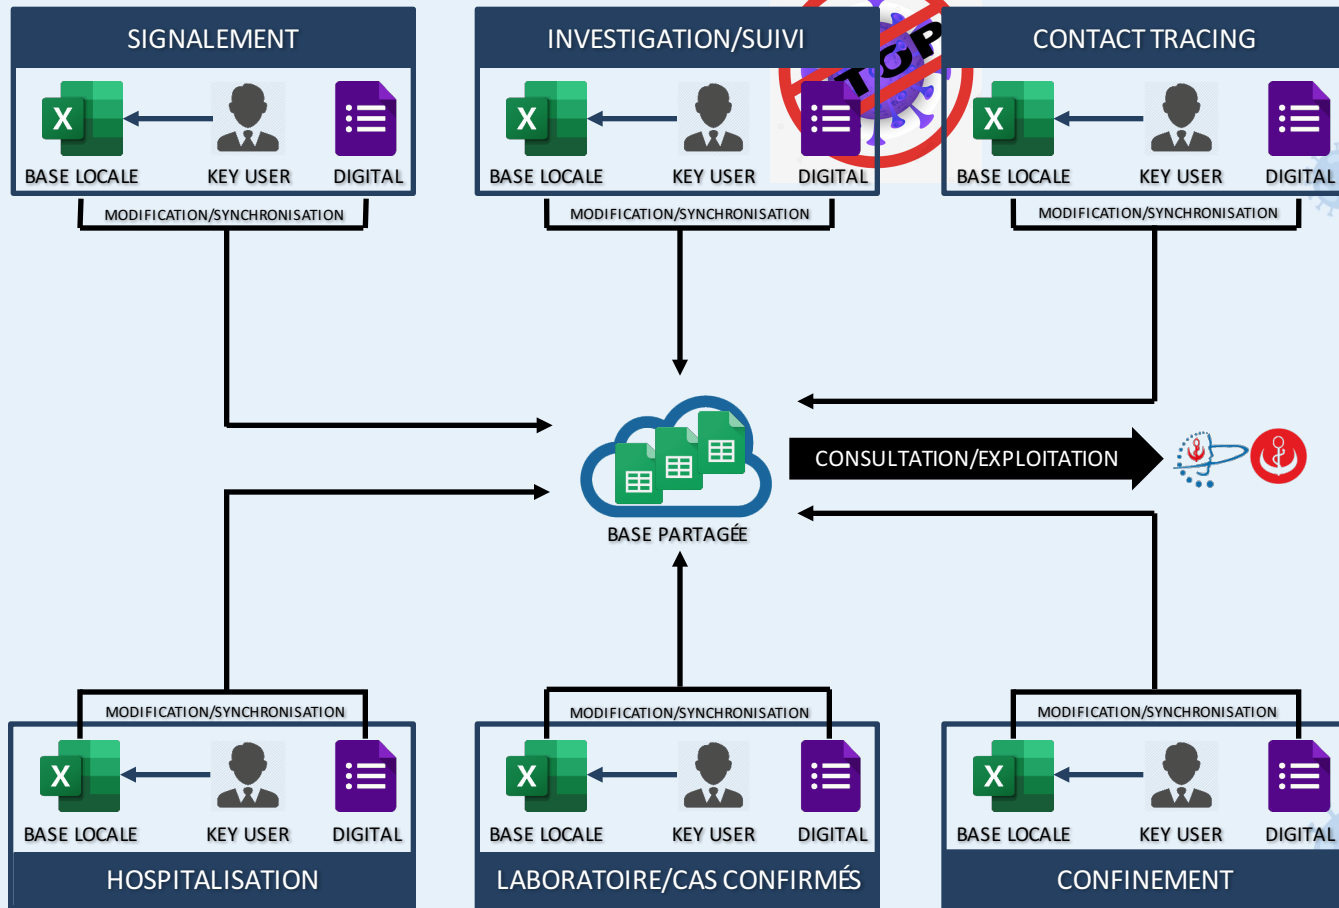 SIGNALEMENT
INVESTIGATION/SUIVI
CONTACT TRACING
TOP
X
X
X
BASE LOCALE
KEY USER
DIGITAL
BASE LOCALE
KEY USER
DIGITAL
BASE LOCALE
KEY USER
DIGITAL
MODIFICATION/SYNCHRONISATION
MODIFICATION/SYNCHRONISATION
MODIFICATION/SYNCHRONISATION
CONSULTATION/EXPLOITATION
BASE PARTAGÉE
MODIFICATION/SYNCHRONISATION
MODIFICATION/SYNCHRONISATION
MODIFICATION/SYNCHRONISATION
X
X
X
BASE LOCALE
KEY USER
DIGITAL
BASE LOCALE
KEY USER
DIGITAL
BASE LOCALE
KEY USER
DIGITAL
HOSPITALISATION
LABORATOIRE/CAS CONFIRMÉS
CONFINEMENT